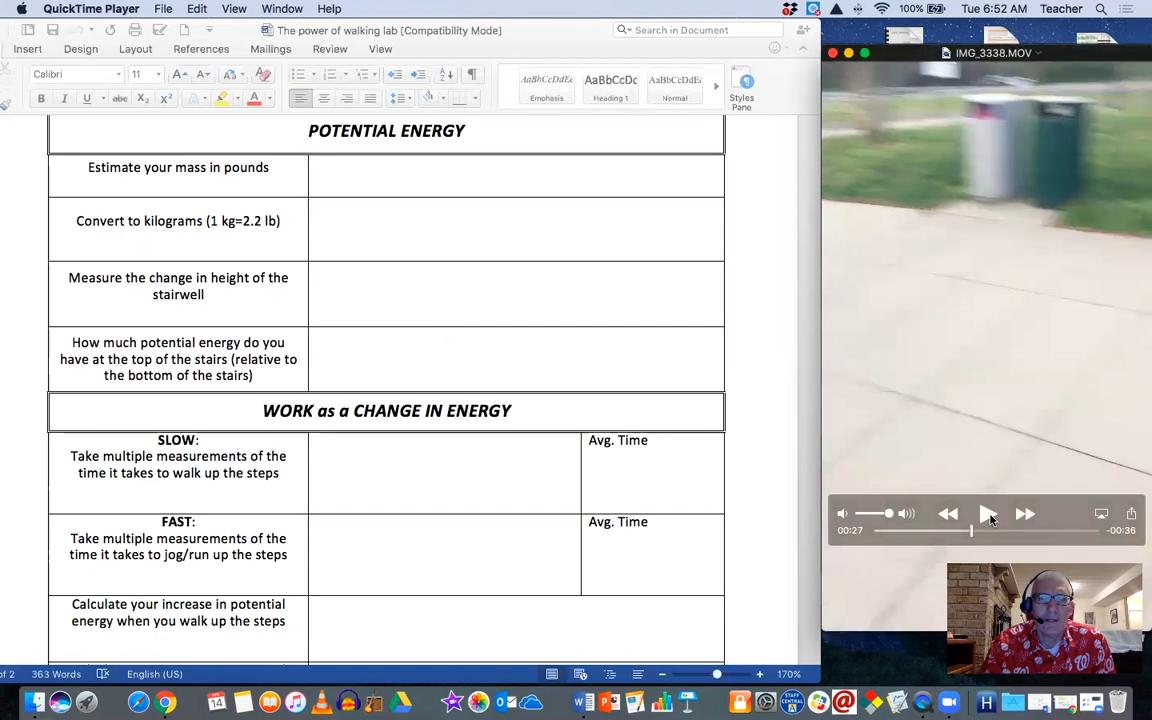 QuickTime Player File Edit View Window Help 100% Tue 6:52 AM Teacher
The power of walking lab [Compatibility Mode] Search in Document
Insert Design Layout References Mailings Review View
Calibri 11
AaBbCcDdEe AaBbCcDc AaBbCcDdEe
Emphasis Heading 1 Normal Styles Pane
B I U abc X₂ X² A A
IMG_3338.MOV
POTENTIAL ENERGY
Estimate your mass in pounds
Convert to kilograms (1 kg=2.2 lb)
Measure the change in height of the
stairwell
How much potential energy do you
have at the top of the stairs (relative to
the bottom of the stairs)
WORK as a CHANGE IN ENERGY
SLOW: Avg. Time
Take multiple measurements of the
time it takes to walk up the steps
FAST: Avg. Time
Take multiple measurements of the
time it takes to jog/run up the steps
Calculate your increase in potential
energy when you walk up the steps
00:27 -00:36
of 2 363 Words English (US) 170%